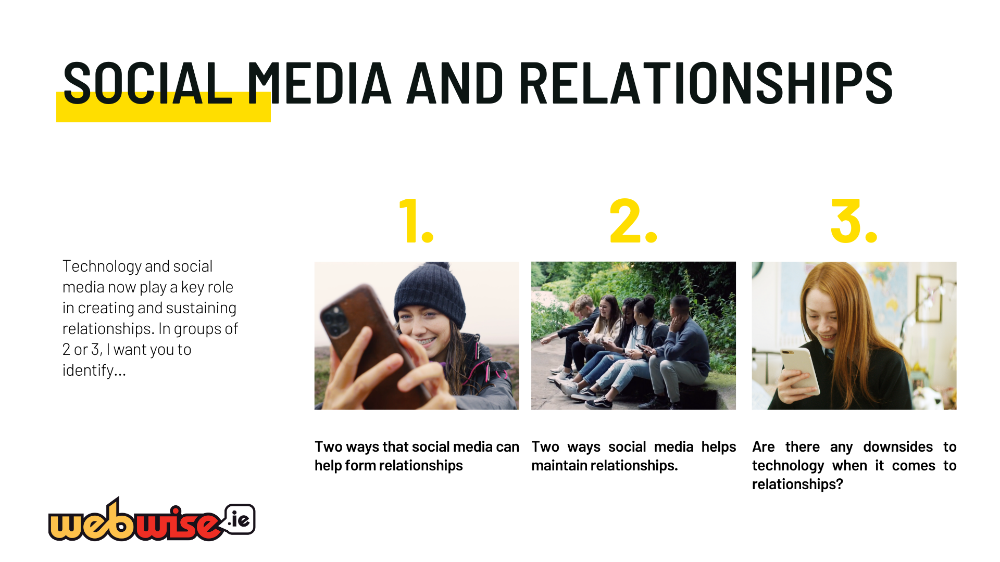 SOCIAL MEDIA AND RELATIONSHIPS
Technology and social
media now play a key role
in creating and sustaining
relationships. In groups of
2 or 3, I want you to
identify...
1.
Two ways that social media can
help form relationships
2.
Two ways social media helps
maintain relationships.
3.
Are there any downsides to
technology when it comes to
relationships?
webwise.ie